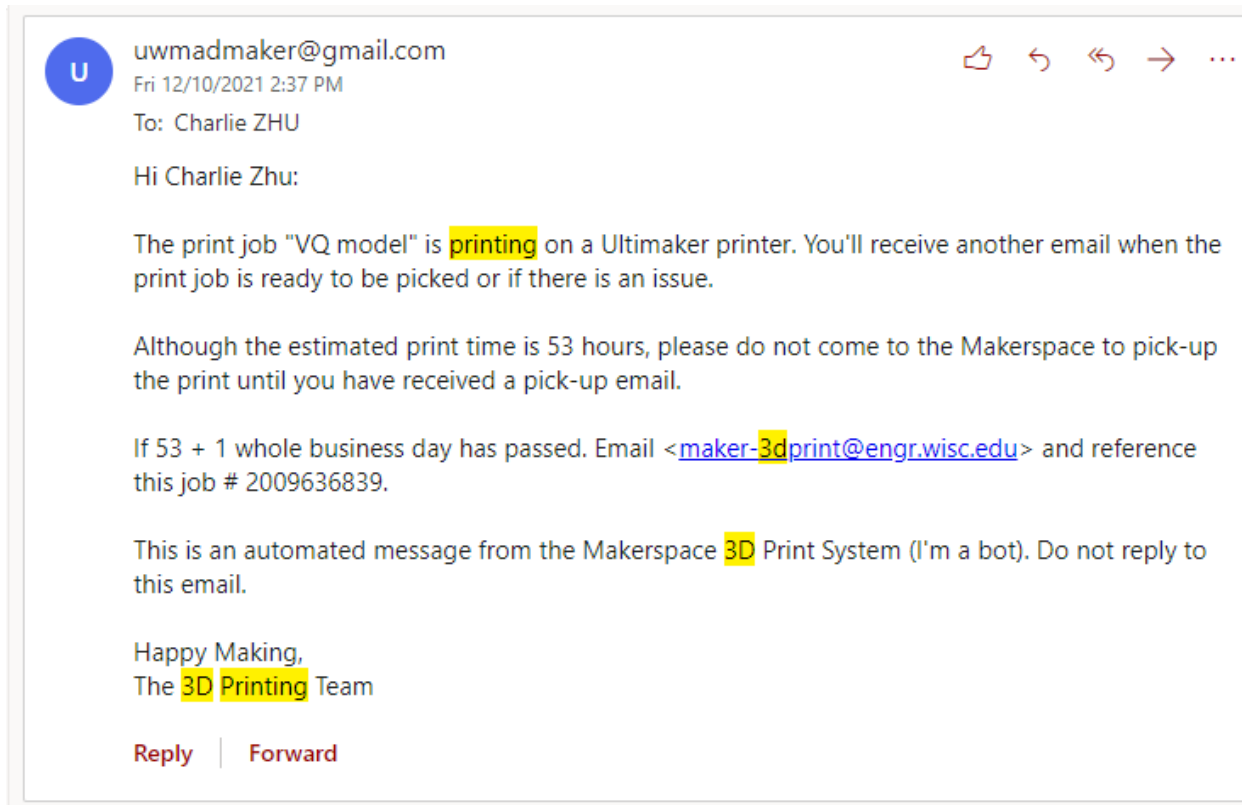 U
uwmadmaker@gmail.com
Fri 12/10/2021 2:37 PM
To: Charlie ZHU
Hi Charlie Zhu:
The print job "VQ model" is printing on a Ultimaker printer. You'll receive another email when the
print job is ready to be picked or if there is an issue.
Although the estimated print time is 53 hours, please do not come to the Makerspace to pick-up
the print until you have received a pick-up email.
If 53 + 1 whole business day has passed. Email <maker-3dprint@engr.wisc.edu> and reference
this job # 2009636839.
This is an automated message from the Makerspace 3D Print System (I'm a bot). Do not reply to
this email.
Happy Making,
The 3D Printing Team
Reply | Forward